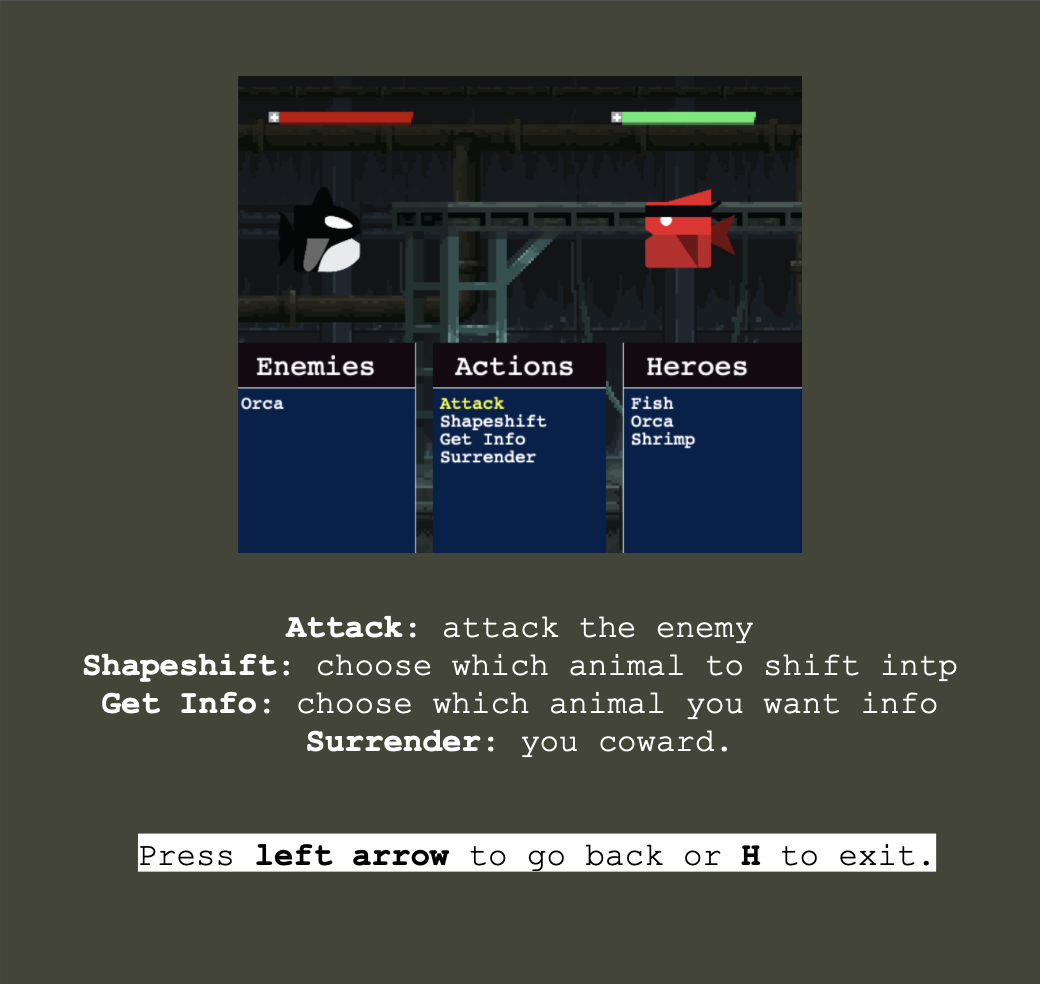 Enemies
Actions
Heroes
Orca
Attack
Shapeshift
Get Info
Surrender
Fish
Orca
Shrimp
Attack: attack the enemy
Shapeshift: choose which animal to shift intp
Get Info: choose which animal you want info
Surrender: you coward.
Press left arrow to go back or H to exit.